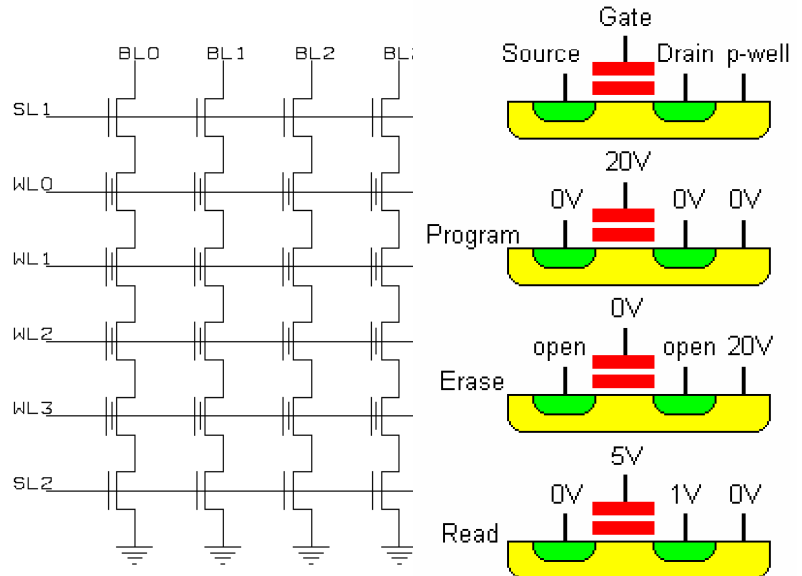 BL0 BL1 BL2 BL
SL1
WL0
WL1
WL2
WL3
SL2
Gate
Source Drain p-well
20V
0V 0V 0V
Program
0V
open open 20V
Erase
5V
0V 1V 0V
Read